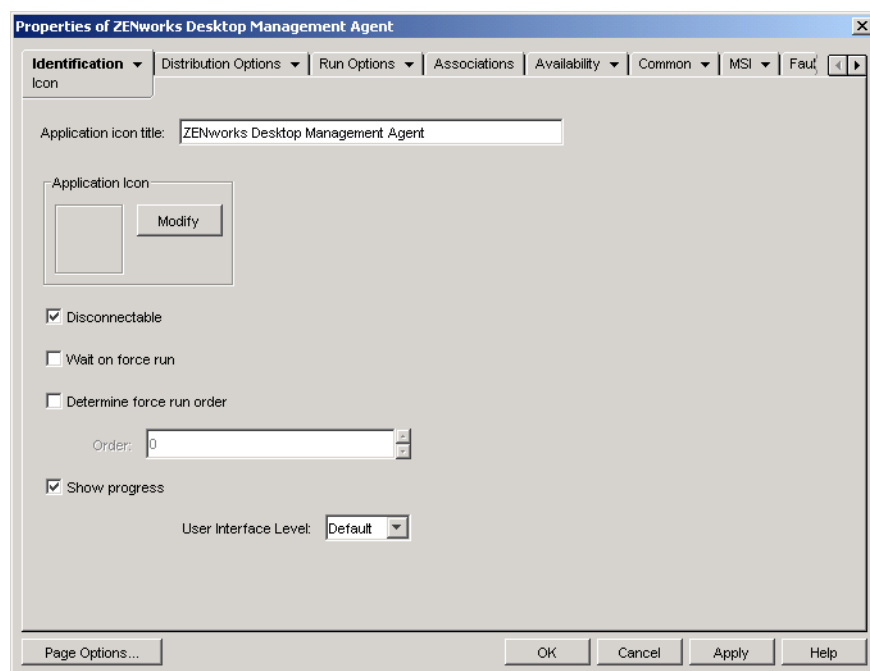 Properties of ZENworks Desktop Management Agent
Identification Distribution Options Run Options Associations Availability Common MSI
Icon
Application icon title: ZENworks Desktop Management Agent
Application Icon
Modify
Disconnectable
Wait on force run
Determine force run order
Order: 0
Show progress
User Interface Level: Default
Page Options... OK Cancel Apply Help